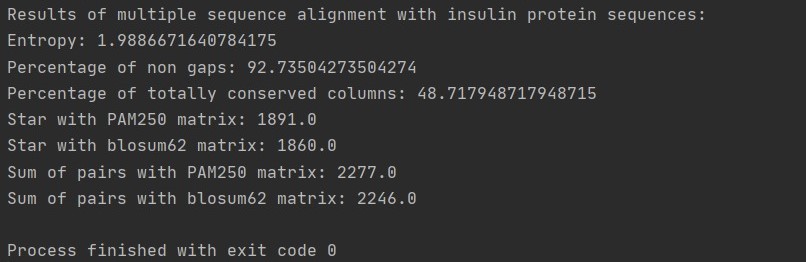 Results of multiple sequence alignment with insulin protein sequences:
Entropy: 1.9886671640784175
Percentage of non gaps: 92.73504273504274
Percentage of totally conserved columns: 48.717948717948715
Star with PAM250 matrix: 1891.0
Star with blosum62 matrix: 1860.0
Sum of pairs with PAM250 matrix: 2277.0
Sum of pairs with blosum62 matrix: 2246.0
Process finished with exit code 0